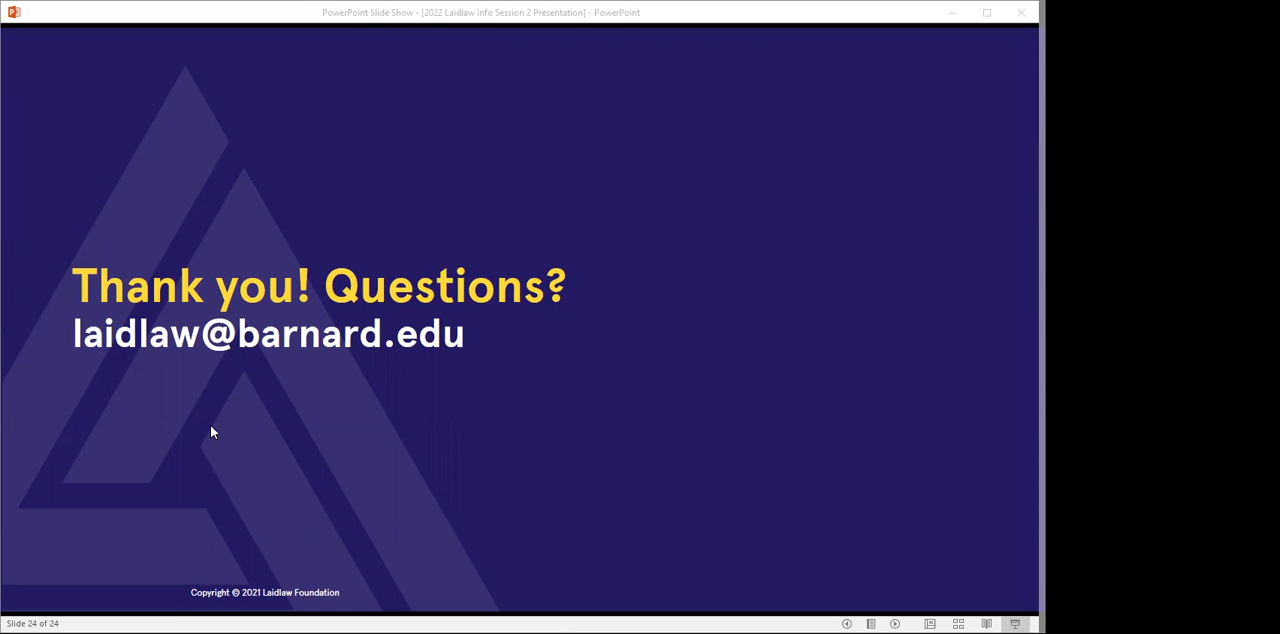 PowerPoint Slide Show - [2022 Laidlaw Info Session 2 Presentation] - PowerPoint
Thank you! Questions?
laidlaw@barnard.edu
Copyright © 2021 Laidlaw Foundation
Slide 24 of 24